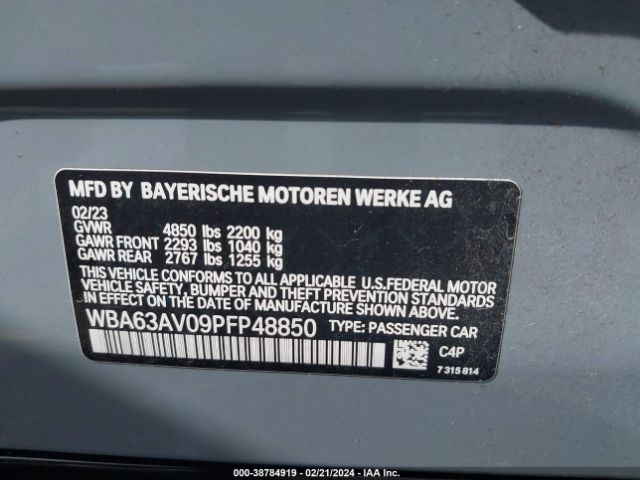 MFD BY BAYERISCHE MOTOREN WERKE AG
02/23
GVWR 4850 lbs 2200 kg
GAWR FRONT 2293 lbs 1040 kg
GAWR REAR 2767 lbs 1255 kg
THIS VEHICLE CONFORMS TO ALL APPLICABLE U.S.FEDERAL MOTOR
VEHICLE SAFETY, BUMPER AND THEFT PREVENTION STANDARDS
IN EFFECT ON THE DATE OF MANUFACTURE SHOWN ABOVE.
WBA63AV09PFP48850 TYPE: PASSENGER CAR
C4P
7 315 814
000-38784919 / 02/21/2024 / IAA Inc.